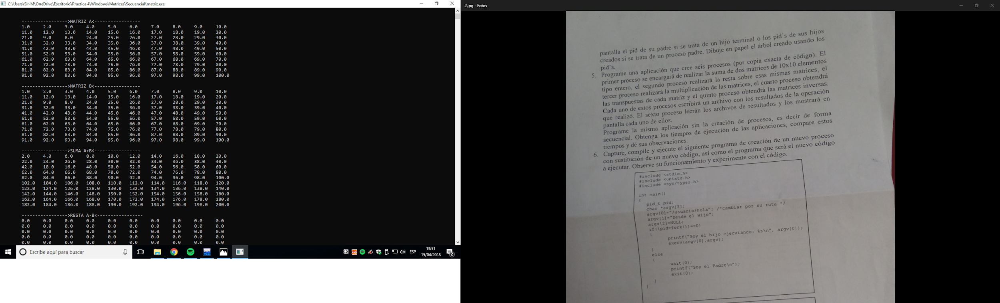 C:\Users\Sir-M\OneDrive\Escritorio\Practica 4\Windows\Matrices\Secuencial\matriz.exe
----------------->MATRIZ A<-----------------
1.0 2.0 3.0 4.0 5.0 6.0 7.0 8.0 9.0 10.0
11.0 12.0 13.0 14.0 15.0 16.0 17.0 18.0 19.0 20.0
21.0 9.0 8.0 24.0 25.0 26.0 27.0 28.0 29.0 30.0
31.0 32.0 33.0 34.0 35.0 36.0 37.0 38.0 39.0 40.0
41.0 42.0 43.0 44.0 45.0 46.0 47.0 48.0 49.0 50.0
51.0 52.0 53.0 54.0 55.0 56.0 57.0 58.0 59.0 60.0
61.0 62.0 63.0 64.0 65.0 66.0 67.0 68.0 69.0 70.0
71.0 72.0 73.0 74.0 75.0 76.0 77.0 78.0 79.0 80.0
81.0 82.0 83.0 84.0 85.0 86.0 87.0 88.0 89.0 90.0
91.0 92.0 93.0 94.0 95.0 96.0 97.0 98.0 99.0 100.0
----------------->MATRIZ B<-----------------
1.0 2.0 3.0 4.0 5.0 6.0 7.0 8.0 9.0 10.0
11.0 12.0 13.0 14.0 15.0 16.0 17.0 18.0 19.0 20.0
21.0 9.0 8.0 24.0 25.0 26.0 27.0 28.0 29.0 30.0
31.0 32.0 33.0 34.0 35.0 36.0 37.0 38.0 39.0 40.0
41.0 42.0 43.0 44.0 45.0 46.0 47.0 48.0 49.0 50.0
51.0 52.0 53.0 54.0 55.0 56.0 57.0 58.0 59.0 60.0
61.0 62.0 63.0 64.0 65.0 66.0 67.0 68.0 69.0 70.0
71.0 72.0 73.0 74.0 75.0 76.0 77.0 78.0 79.0 80.0
81.0 82.0 83.0 84.0 85.0 86.0 87.0 88.0 89.0 90.0
91.0 92.0 93.0 94.0 95.0 96.0 97.0 98.0 99.0 100.0
----------------->SUMA A+B<-----------------
2.0 4.0 6.0 8.0 10.0 12.0 14.0 16.0 18.0 20.0
22.0 24.0 26.0 28.0 30.0 32.0 34.0 36.0 38.0 40.0
42.0 18.0 16.0 48.0 50.0 52.0 54.0 56.0 58.0 60.0
62.0 64.0 66.0 68.0 70.0 72.0 74.0 76.0 78.0 80.0
82.0 84.0 86.0 88.0 90.0 92.0 94.0 96.0 98.0 100.0
102.0 104.0 106.0 108.0 110.0 112.0 114.0 116.0 118.0 120.0
122.0 124.0 126.0 128.0 130.0 132.0 134.0 136.0 138.0 140.0
142.0 144.0 146.0 148.0 150.0 152.0 154.0 156.0 158.0 160.0
162.0 164.0 166.0 168.0 170.0 172.0 174.0 176.0 178.0 180.0
182.0 184.0 186.0 188.0 190.0 192.0 194.0 196.0 198.0 200.0
----------------->RESTA A-B<-----------------
0.0 0.0 0.0 0.0 0.0 0.0 0.0 0.0 0.0 0.0
0.0 0.0 0.0 0.0 0.0 0.0 0.0 0.0 0.0 0.0
0.0 0.0 0.0 0.0 0.0 0.0 0.0 0.0 0.0 0.0
0.0 0.0 0.0 0.0 0.0 0.0 0.0 0.0 0.0 0.0
0.0 0.0 0.0 0.0 0.0 0.0 0.0 0.0 0.0 0.0
Escribe aquí para buscar
DEV
ESP
13:51
15/04/2018
2
2.jpg - Fotos
pantalla el pid de su padre si se trata de un hijo terminal o los pid's de sus hijos
creados si se trata de un proceso padre. Dibuje en papel el árbol creado usando los
pid's.
5. Programe una aplicación que cree seis procesos (por copia exacta de código). El
primer proceso se encargará de realizar la suma de dos matrices de 10x10 elementos
tipo entero, el segundo proceso realizará la resta sobre esas mismas matrices, el
tercer proceso realizará la multiplicación de las matrices, el cuarto proceso obtendrá
las transpuestas de cada matriz y el quinto proceso obtendrá las matrices inversas.
Cada uno de estos procesos escribirá un archivo con los resultados de la operación
que realizó. El sexto proceso leerán los archivos de resultados y los mostrará en
pantalla cada uno de ellos.
Programe la misma aplicación sin la creación de procesos, es decir de forma
secuencial. Obtenga los tiempos de ejecución de las aplicaciones, compare estos
tiempos y dé sus observaciones.
6. Capture, compile y ejecute el siguiente programa de creación de un nuevo proceso
con sustitución de un nuevo código, así como el programa que será el nuevo código
a ejecutar. Observe su funcionamiento y experimente con el código.
#include <stdio.h>
#include <unistd.h>
#include <sys/types.h>
int main()
{
pid_t pid;
char *argv[3];
argv[0]="/usuario/hola"; /*cambiar por su ruta */
argv[1]="Desde el Hijo";
argv[2]=NULL;
if((pid=fork())==0)
{
printf("Soy el hijo ejecutando: %s\n", argv[0]);
execv(argv[0],argv);
}
else
{
wait(0);
printf("Soy el Padre\n");
exit(0);
}
}